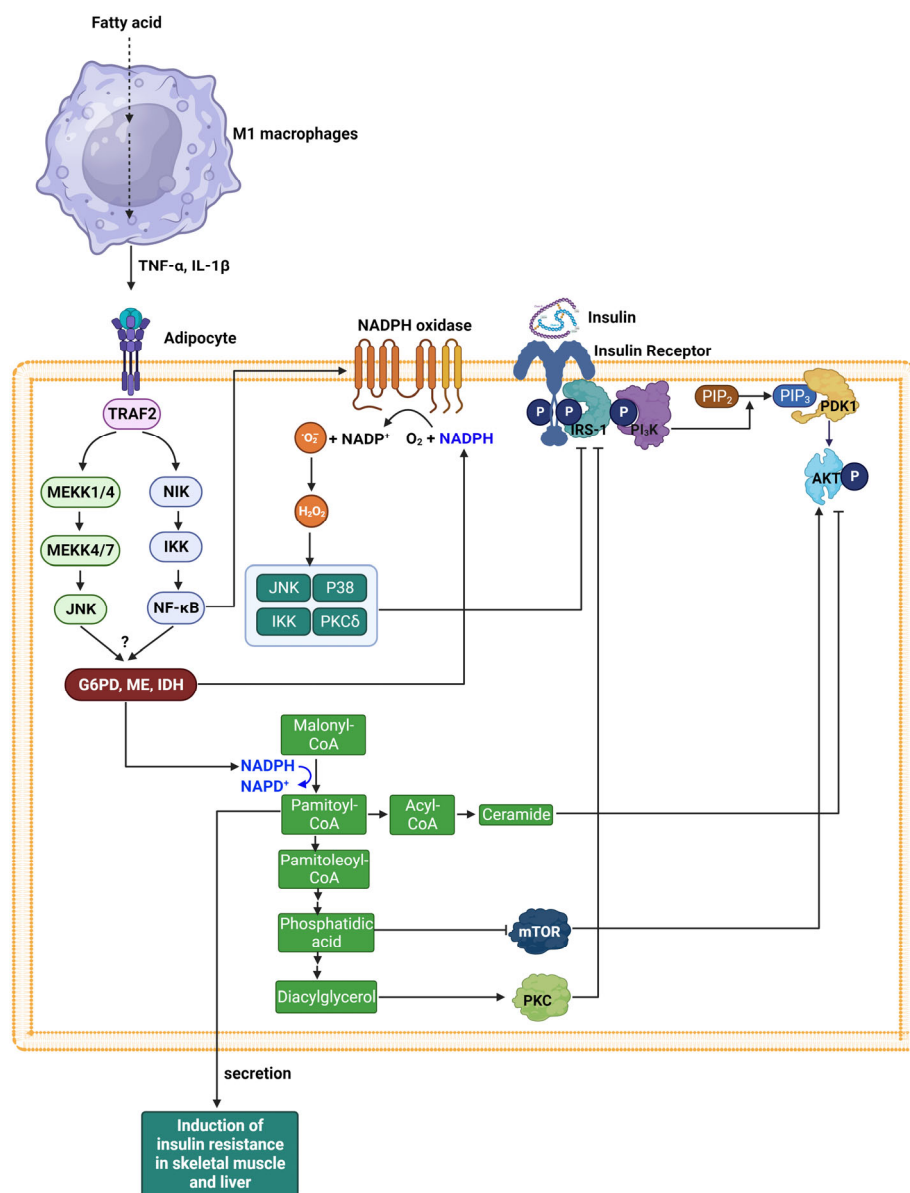 Fatty acid
M1 macrophages
TNF-α, IL-1β
Adipocyte
NADPH oxidase
Insulin
Insulin Receptor
TRAF2
PIP2
PIP3
PDK1
P
P
IRS-1
P
PI3K
•O2− + NADP+
O2 + NADPH
AKT
P
MEKK1/4
NIK
H2O2
MEKK4/7
IKK
JNK
P38
IKK
PKCδ
JNK
NF-κB
?
G6PD, ME, IDH
Malonyl-
CoA
NADPH
NAPD+
Pamitoyl-
CoA
Acyl-
CoA
Ceramide
Pamitoleoyl-
CoA
Phosphatidic
acid
mTOR
Diacylglycerol
PKC
secretion
Induction of
insulin resistance
in skeletal muscle
and liver